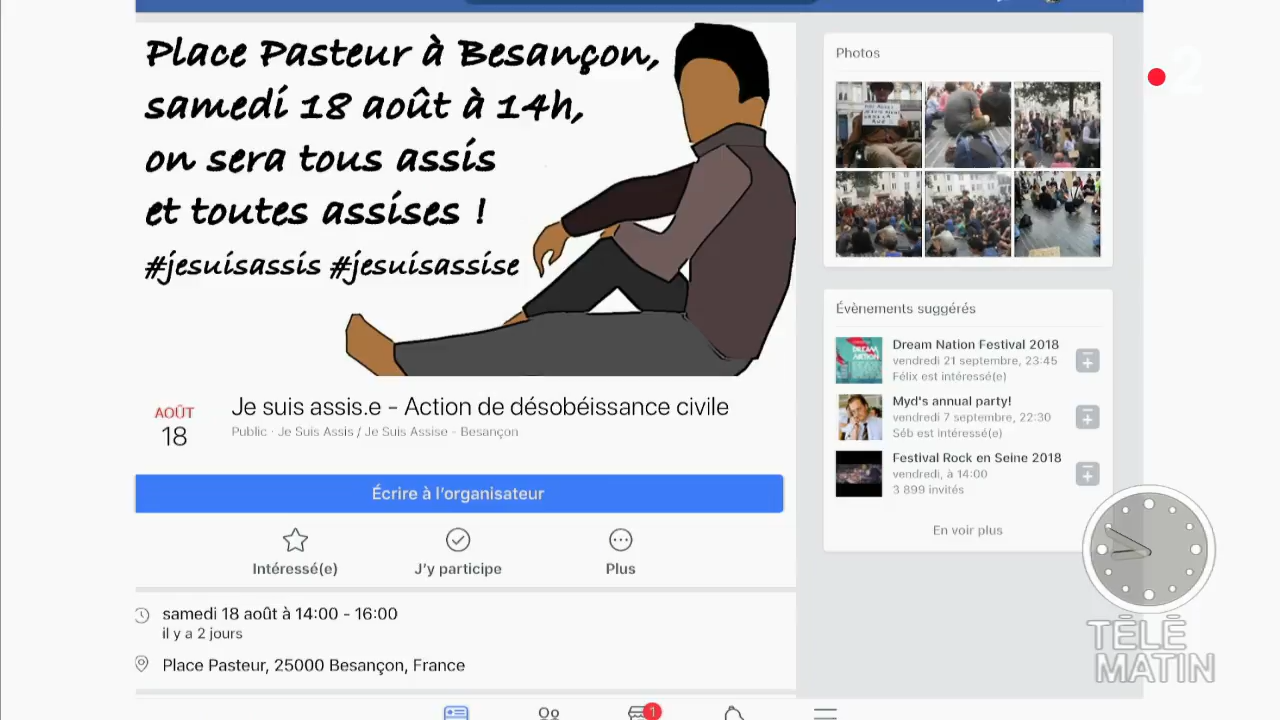 Place Pasteur à Besançon,
samedi 18 août à 14h,
on sera tous assis
et toutes assises !
#jesuisassis #jesuisassise
AOÛT
18
Je suis assis.e - Action de désobéissance civile
Public · Je Suis Assis / Je Suis Assise - Besançon
Écrire à l'organisateur
Intéressé(e)
J'y participe
Plus
samedi 18 août à 14:00 - 16:00
il y a 2 jours
Place Pasteur, 25000 Besançon, France
1
Photos
Évènements suggérés
Dream Nation Festival 2018
vendredi 21 septembre, 23:45
Félix est intéressé(e)
Myd's annual party!
vendredi 7 septembre, 22:30
Séb est intéressé(e)
Festival Rock en Seine 2018
vendredi, à 14:00
3 899 invités
En voir plus
2
TÉLÉ
MATIN